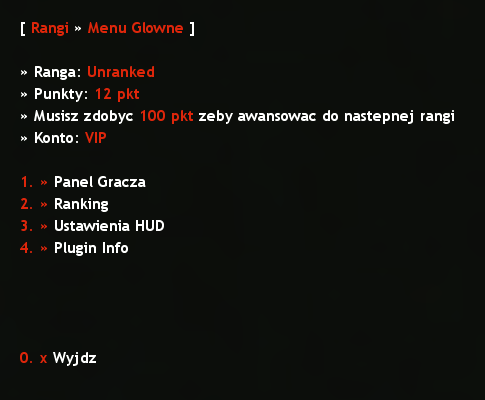 [ Rangi » Menu Glowne ]
» Ranga: Unranked
» Punkty: 12 pkt
» Musisz zdobyc 100 pkt zeby awansowac do nastepnej rangi
» Konto: VIP
1. » Panel Gracza
2. » Ranking
3. » Ustawienia HUD
4. » Plugin Info
0. x Wyjdz